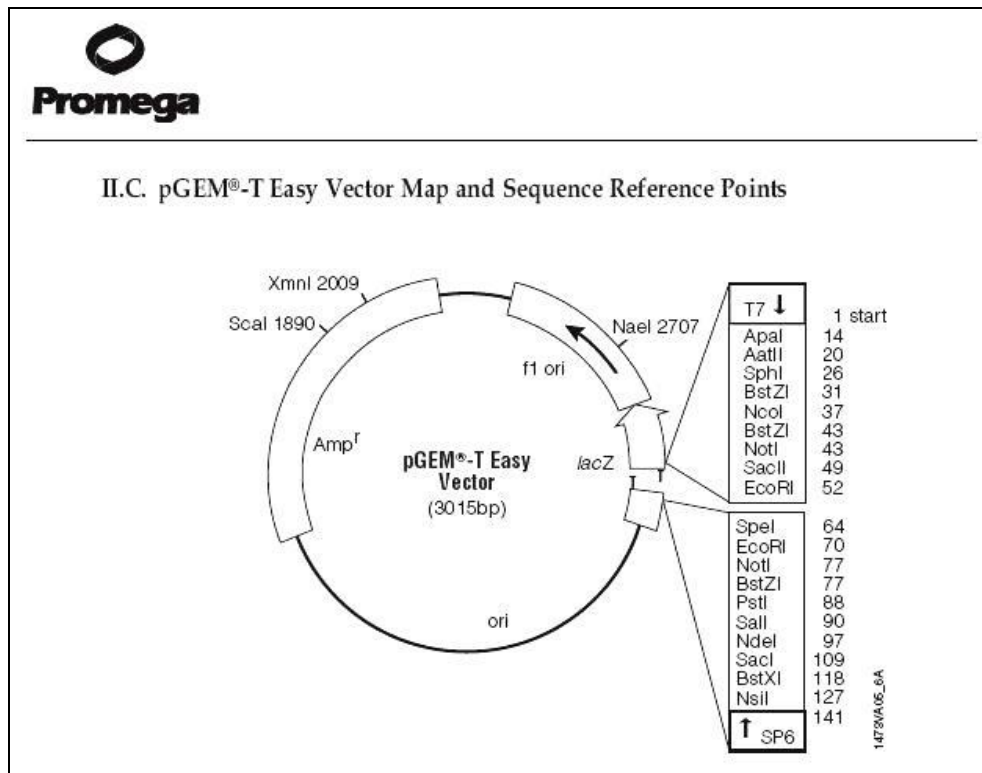 Promega
II.C. pGEM®-T Easy Vector Map and Sequence Reference Points
XmnI 2009
ScaI 1890
NaeI 2707
f1 ori
Ampr
pGEM®-T Easy
Vector
(3015bp)
lacZ
T
T
ori
T7 ↓
1 start
ApaI 14
AatII 20
SphI 26
BstZI 31
NcoI 37
BstZI 43
NotI 43
SacII 49
EcoRI 52
SpeI 64
EcoRI 70
NotI 77
BstZI 77
PstI 88
SalI 90
NdeI 97
SacI 109
BstXI 118
NsiI 127
141
↑ SP6
1473VA05_6A